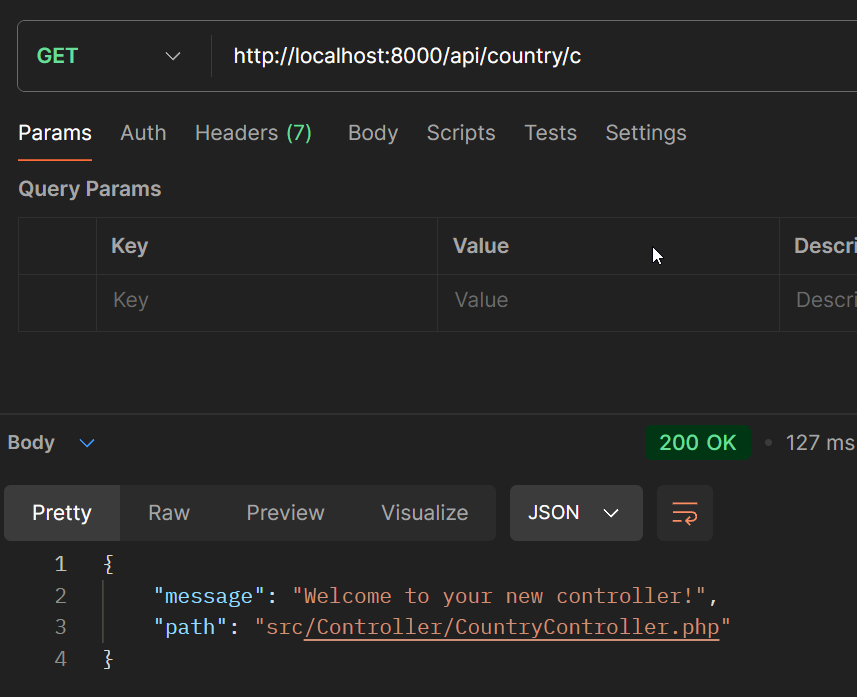 GET http://localhost:8000/api/country/c
Params Auth Headers (7) Body Scripts Tests Settings
Query Params
Key Value Descri
Key Value Descri
Body 200 OK • 127 ms
Pretty Raw Preview Visualize JSON
1 {
2 "message": "Welcome to your new controller!",
3 "path": "src/Controller/CountryController.php"
4 }